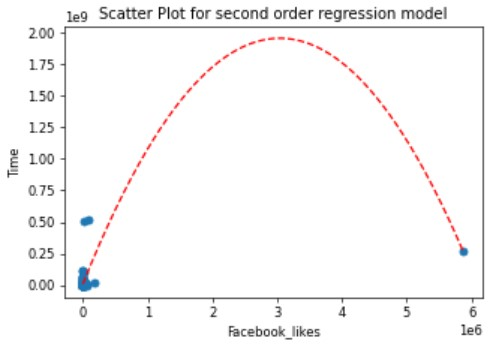 Scatter Plot for second order regression model
1e9
2.00
1.75
1.50
1.25
1.00
0.75
0.50
0.25
0.00
Time
0 1 2 3 4 5 6
1e6
Facebook_likes